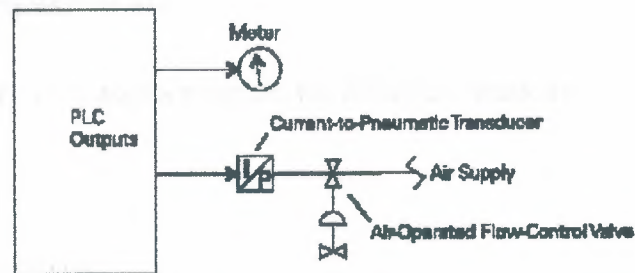 Meter
PLC
Outputs
Current-to-Pneumatic Transducer
I/P
Air Supply
Air-Operated Flow-Control Valve